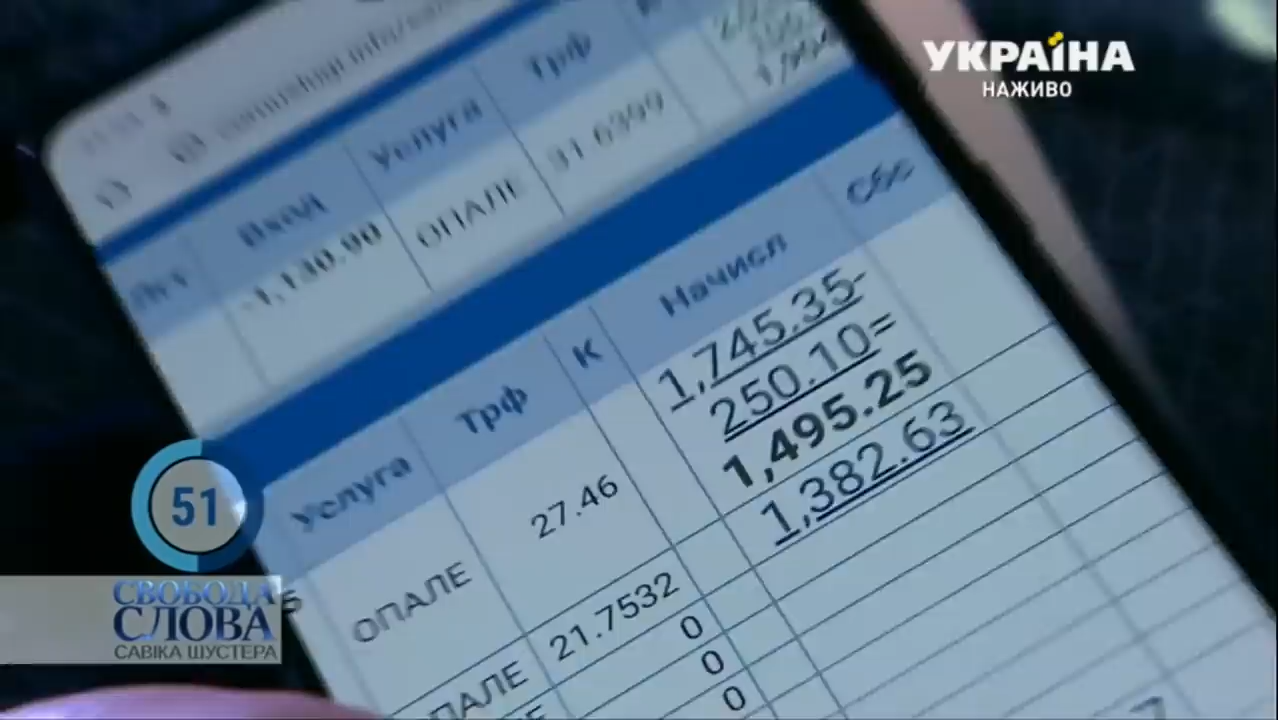 УКРАЇНА
НАЖИВО
Вход Услуга Трф
-1,130.90 ОПАЛЕ 31.6399
Услуга Трф К Начисл Сбс
ОПАЛЕ 27.46 1,745.35-
250.10=
1,495.25
ПАЛЕ 21.7532 1,382.63
0
0
0
51
СВОБОДА
СЛОВА
САВІКА ШУСТЕРА